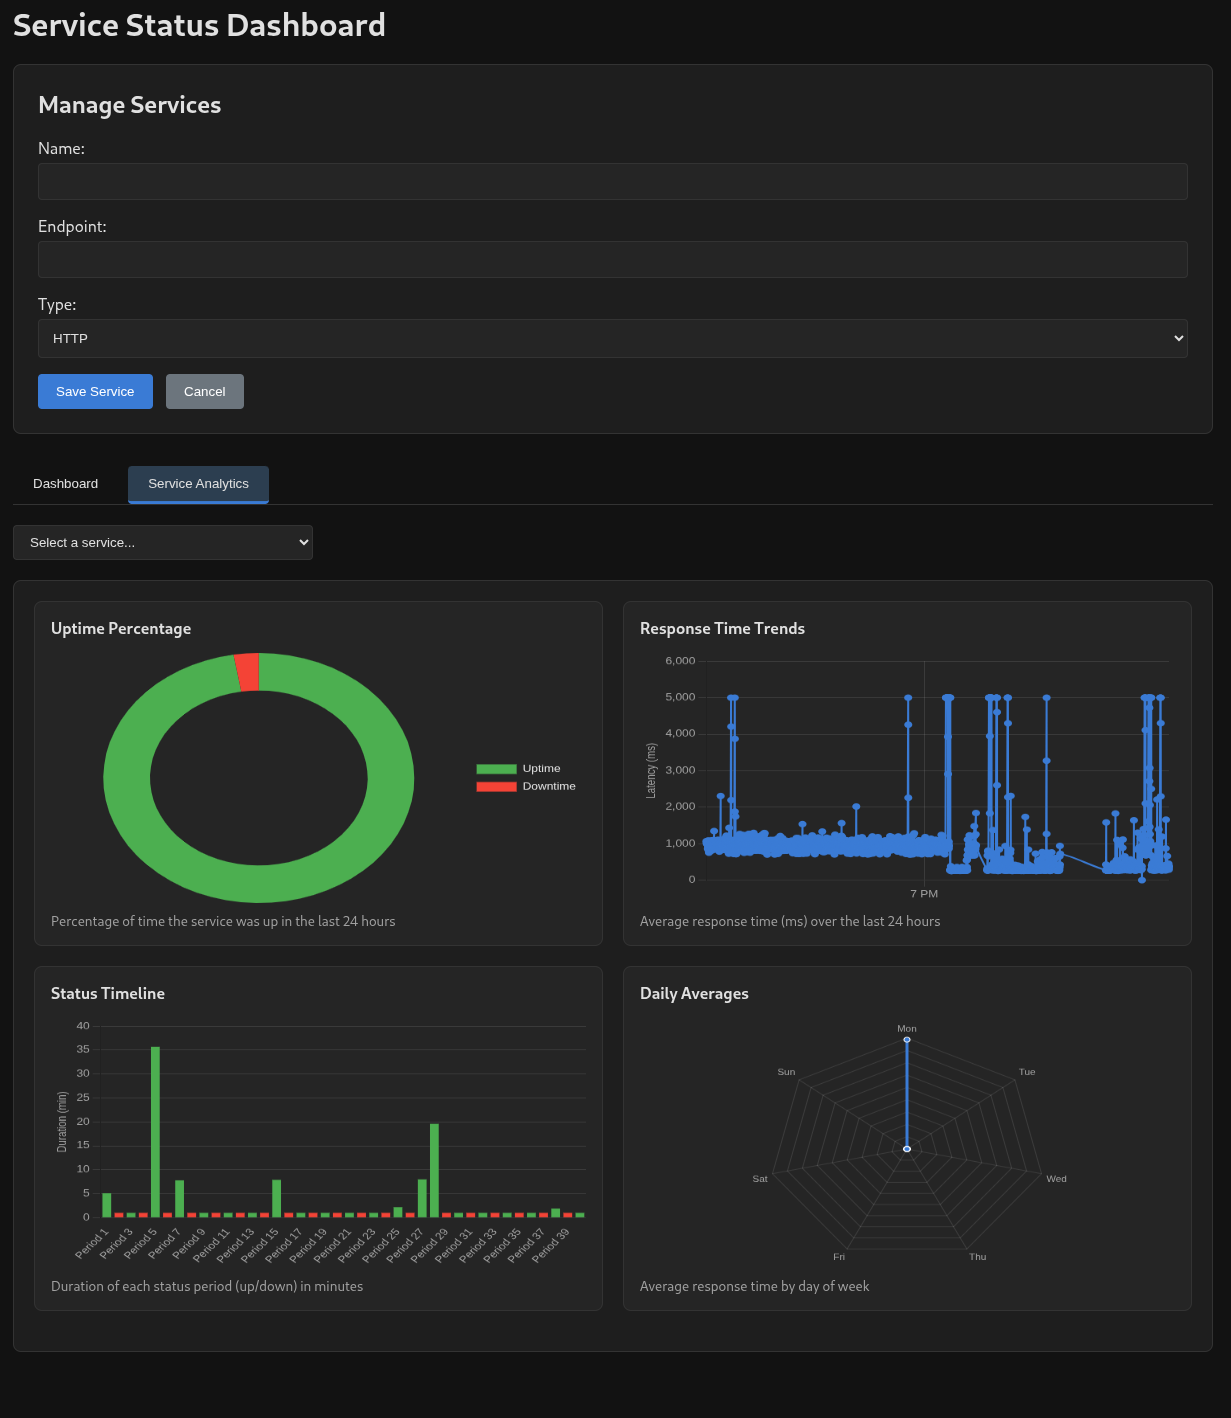 Service Status Dashboard
Manage Services
Name:
Endpoint:
Type:
HTTP
Save Service Cancel
Dashboard Service Analytics
Select a service...
Uptime Percentage
Uptime
Downtime
Percentage of time the service was up in the last 24 hours
Response Time Trends
6,000
5,000
4,000
3,000
2,000
1,000
0
Latency (ms)
7 PM
Average response time (ms) over the last 24 hours
Status Timeline
40
35
30
25
20
15
10
5
0
Duration (min)
Period 1
Period 3
Period 5
Period 7
Period 9
Period 11
Period 13
Period 15
Period 17
Period 19
Period 21
Period 23
Period 25
Period 27
Period 29
Period 31
Period 33
Period 35
Period 37
Period 39
Duration of each status period (up/down) in minutes
Daily Averages
Mon
Tue
Wed
Thu
Fri
Sat
Sun
Average response time by day of week